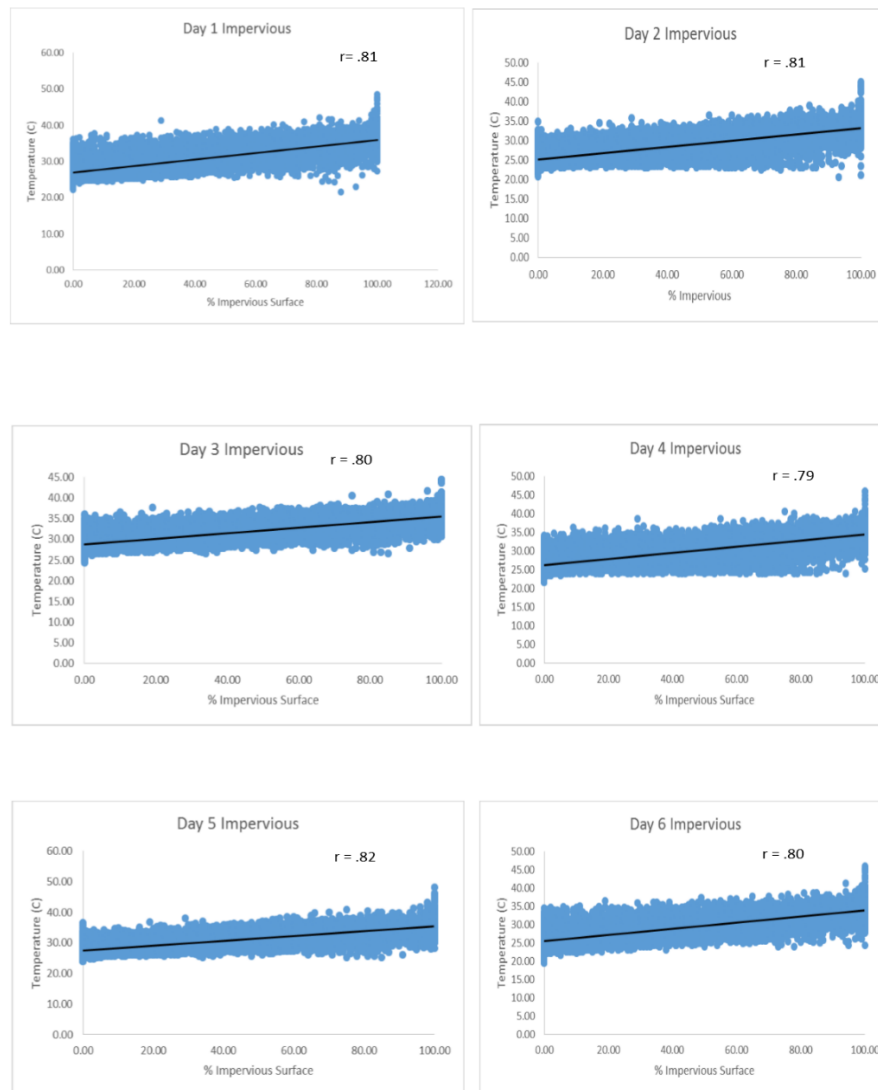 Day 1 Impervious
r= .81
60.00
50.00
40.00
30.00
20.00
10.00
0.00
Temperature (C)
0.00 20.00 40.00 60.00 80.00 100.00 120.00
% Impervious Surface
Day 2 Impervious
r = .81
50.00
45.00
40.00
35.00
30.00
25.00
20.00
15.00
10.00
5.00
0.00
Temperature (C)
0.00 20.00 40.00 60.00 80.00 100.00
% Impervious
Day 3 Impervious
r = .80
45.00
40.00
35.00
30.00
25.00
20.00
15.00
10.00
5.00
0.00
Temperature (C)
0.00 20.00 40.00 60.00 80.00 100.00
% Impervious Surface
Day 4 Impervious
r = .79
50.00
45.00
40.00
35.00
30.00
25.00
20.00
15.00
10.00
5.00
0.00
Temperature (C)
0.00 20.00 40.00 60.00 80.00 100.00
% Impervious Surface
Day 5 Impervious
r = .82
60.00
50.00
40.00
30.00
20.00
10.00
0.00
Temperature (C)
0.00 20.00 40.00 60.00 80.00 100.00
% Impervious Surface
Day 6 Impervious
r = .80
50.00
45.00
40.00
35.00
30.00
25.00
20.00
15.00
10.00
5.00
0.00
Temperature (C)
0.00 20.00 40.00 60.00 80.00 100.00
% Impervious Surface